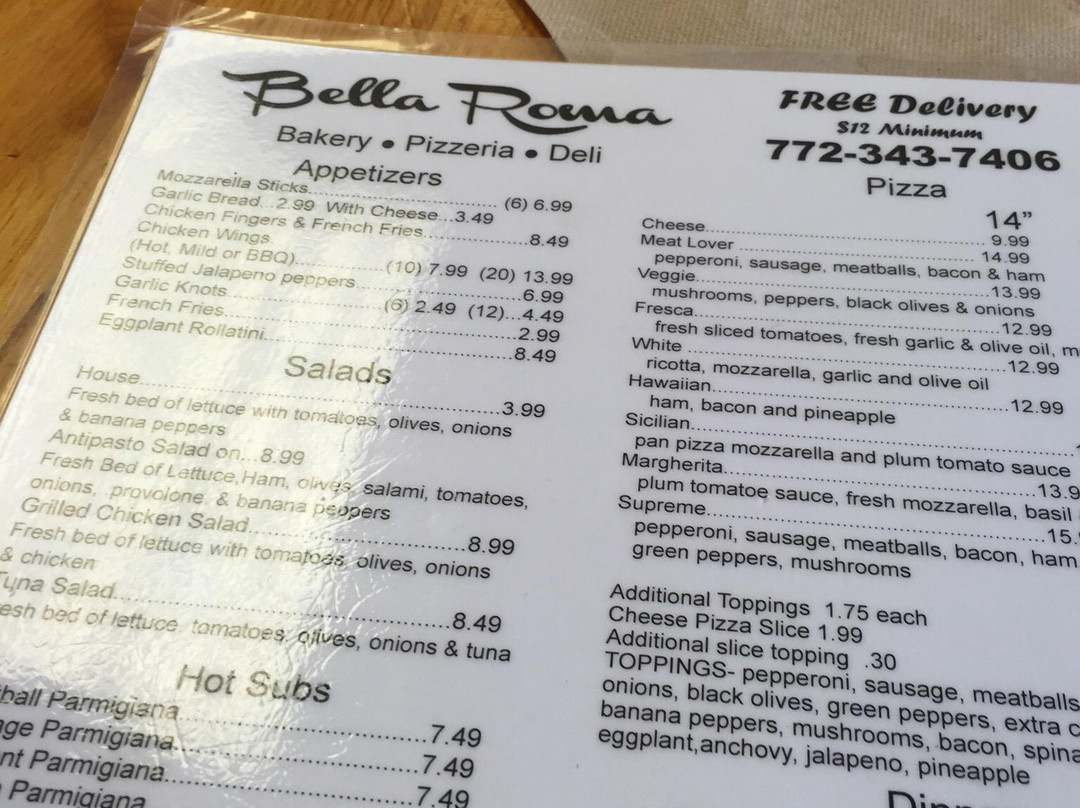 Bella Roma
Bakery • Pizzeria • Deli
Appetizers
Mozzarella Sticks.............................. (6) 6.99
Garlic Bread...2.99 With Cheese...3.49
Chicken Fingers & French Fries....................8.49
Chicken Wings
(Hot, Mild or BBQ)...............(10) 7.99 (20) 13.99
Stuffed Jalapeno peppers...........................6.99
Garlic Knots..........................(6) 2.49 (12)...4.49
French Fries..............................................2.99
Eggplant Rollatini........................................8.49
Salads
House........................................................3.99
Fresh bed of lettuce with tomatoes, olives, onions
& banana peppers
Antipasto Salad on...8.99
Fresh Bed of Lattuce,Ham, olives, salami, tomatoes,
onions, provolone, & banana peppers
Grilled Chicken Salad...................................8.99
Fresh bed of lettuce with tomatoes, olives, onions
& chicken
Tuna Salad...................................................8.49
esh bed of lettuce, tomatoes, olives, onions & tuna
Hot Subs
ball Parmigiana........................................7.49
ge Parmigiana.........................................7.49
nt Parmigiana..........................................7.49
Parmigiana
FREE Delivery
$12 Minimum
772-343-7406
Pizza
14”
Cheese.................................................. 9.99
Meat Lover ............................................ 14.99
pepperoni, sausage, meatballs, bacon & ham
Veggie.....................................................13.99
mushrooms, peppers, black olives & onions
Fresca......................................................12.99
fresh sliced tomatoes, fresh garlic & olive oil, m
White ......................................................12.99
ricotta, mozzarella, garlic and olive oil
Hawaiian..................................................12.99
ham, bacon and pineapple
Sicilian.........................................................
pan pizza mozzarella and plum tomato sauce
Margherita....................................................13.9
plum tomatoe sauce, fresh mozzarella, basil
Supreme......................................................15.
pepperoni, sausage, meatballs, bacon, ham
green peppers, mushrooms
Additional Toppings 1.75 each
Cheese Pizza Slice 1.99
Additional slice topping .30
TOPPINGS- pepperoni, sausage, meatballs
onions, black olives, green peppers, extra c
banana peppers, mushrooms, bacon, spina
eggplant,anchovy, jalapeno, pineapple